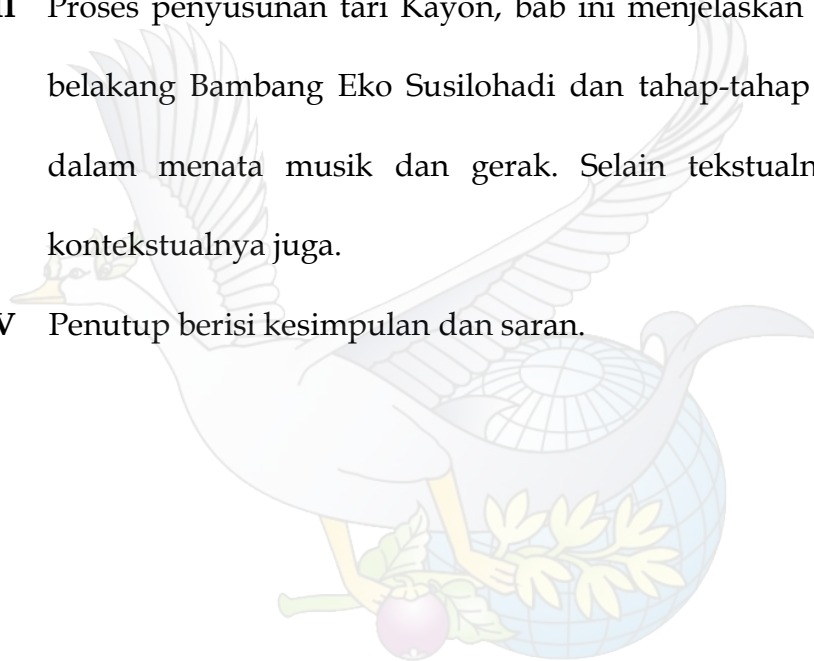 II Proses penyusunan tari Kayon, bab ini menjelaskan
belakang Bambang Eko Susilohadi dan tahap-tahap
dalam menata musik dan gerak. Selain
kontekstualnya juga.
V Penutup berisi kesimpulan dan saran.